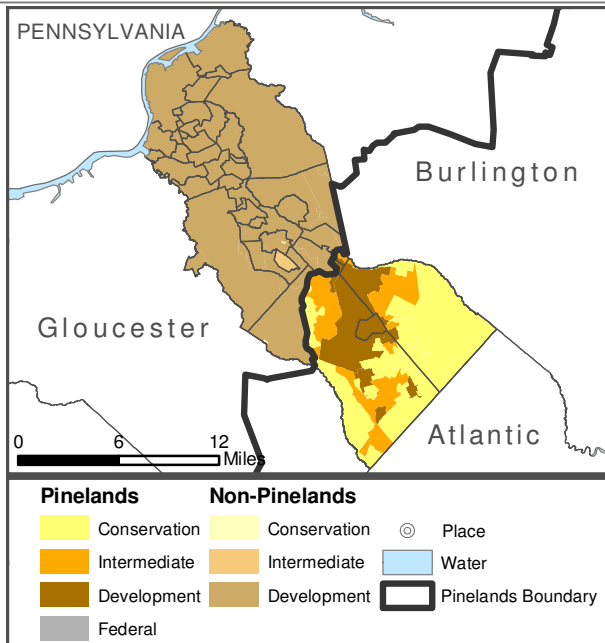 PENNSYLVANIA
Burlington
Gloucester
Atlantic
0 6 12
Miles
Pinelands Non-Pinelands
Conservation Conservation Place
Intermediate Intermediate Water
Development Development Pinelands Boundary
Federal